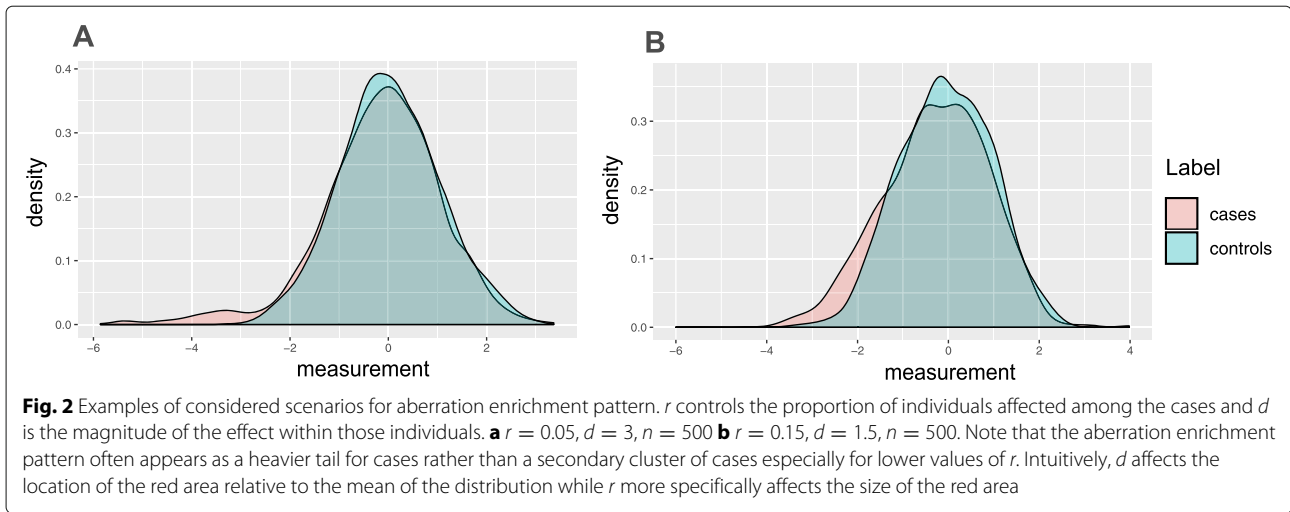 A
0.4
0.3
0.2
0.1
0.0
density
−6 −4 −2 0 2
measurement
B
0.3
0.2
0.1
0.0
density
−6 −4 −2 0 2 4
measurement
Label
cases
controls
Fig. 2 Examples of considered scenarios for aberration enrichment pattern. r controls the proportion of individuals affected among the cases and d
is the magnitude of the effect within those individuals. a r = 0.05, d = 3, n = 500 b r = 0.15, d = 1.5, n = 500. Note that the aberration enrichment
pattern often appears as a heavier tail for cases rather than a secondary cluster of cases especially for lower values of r. Intuitively, d affects the
location of the red area relative to the mean of the distribution while r more specifically affects the size of the red area